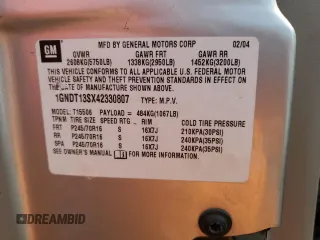 GM
MFD BY GENERAL MOTORS CORP 02/04
GVWR GAWR FRT GAWR RR
2608KG(5750LB) 1338KG(2950LB) 1452KG(3200LB)
THIS VEHICLE CONFORMS TO ALL APPLICABLE U.S. FEDERAL MOTOR
VEHICLE SAFETY AND THEFT PREVENTION STANDARDS IN EFFECT ON THE
DATE OF MANUFACTURE SHOWN ABOVE.
1GNDT13SX42330807 TYPE: M.P.V.
MODEL: T15506 PAYLOAD = 484KG(1067LB)
TPNM TIRE SIZE SPEED RTG RIM COLD TIRE PRESSURE
FRT P245/70R16 S 16X7J 210KPA(30PSI)
RR P245/70R16 S 16X7J 240KPA(35PSI)
SPA P245/70R16 S 16X7J 240KPA(35PSI)
SEE OWNER'S MANUAL FOR ADDITIONAL INFORMATION
DREAMBID